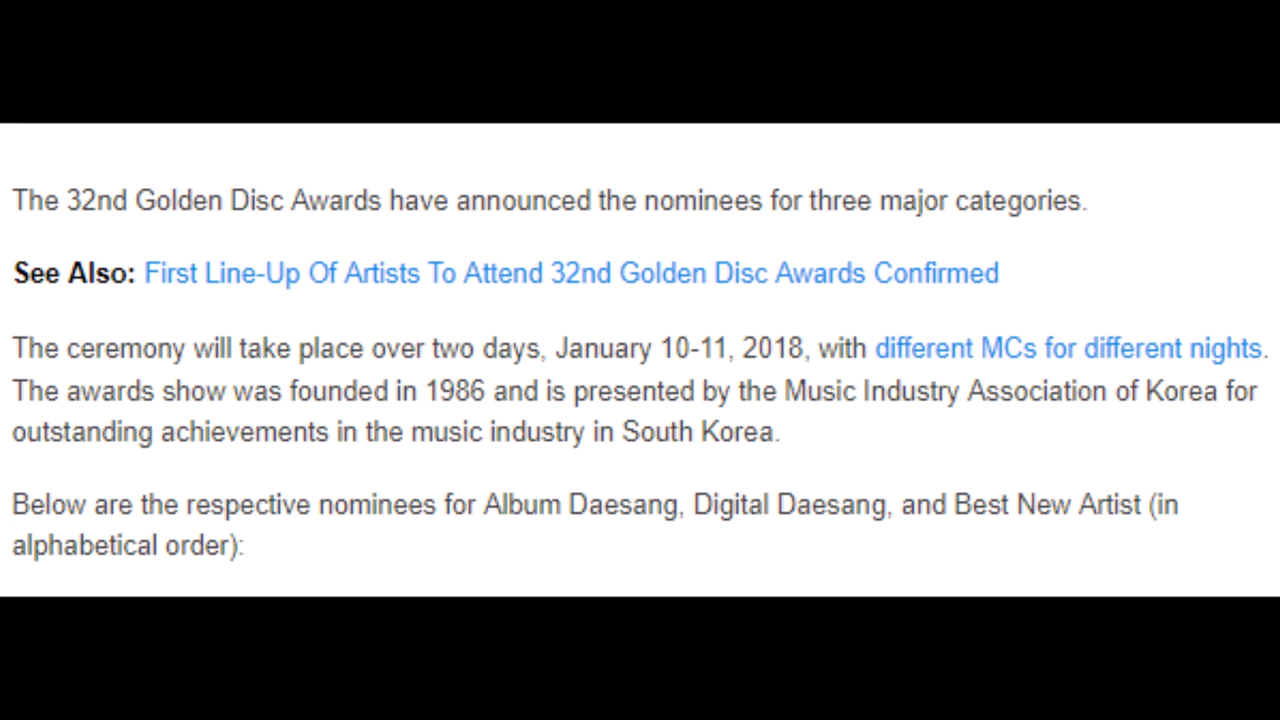 The 32nd Golden Disc Awards have announced the nominees for three major categories.
See Also: First Line-Up Of Artists To Attend 32nd Golden Disc Awards Confirmed
The ceremony will take place over two days, January 10-11, 2018, with different MCs for different nights.
The awards show was founded in 1986 and is presented by the Music Industry Association of Korea for
outstanding achievements in the music industry in South Korea.
Below are the respective nominees for Album Daesang, Digital Daesang, and Best New Artist (in
alphabetical order):